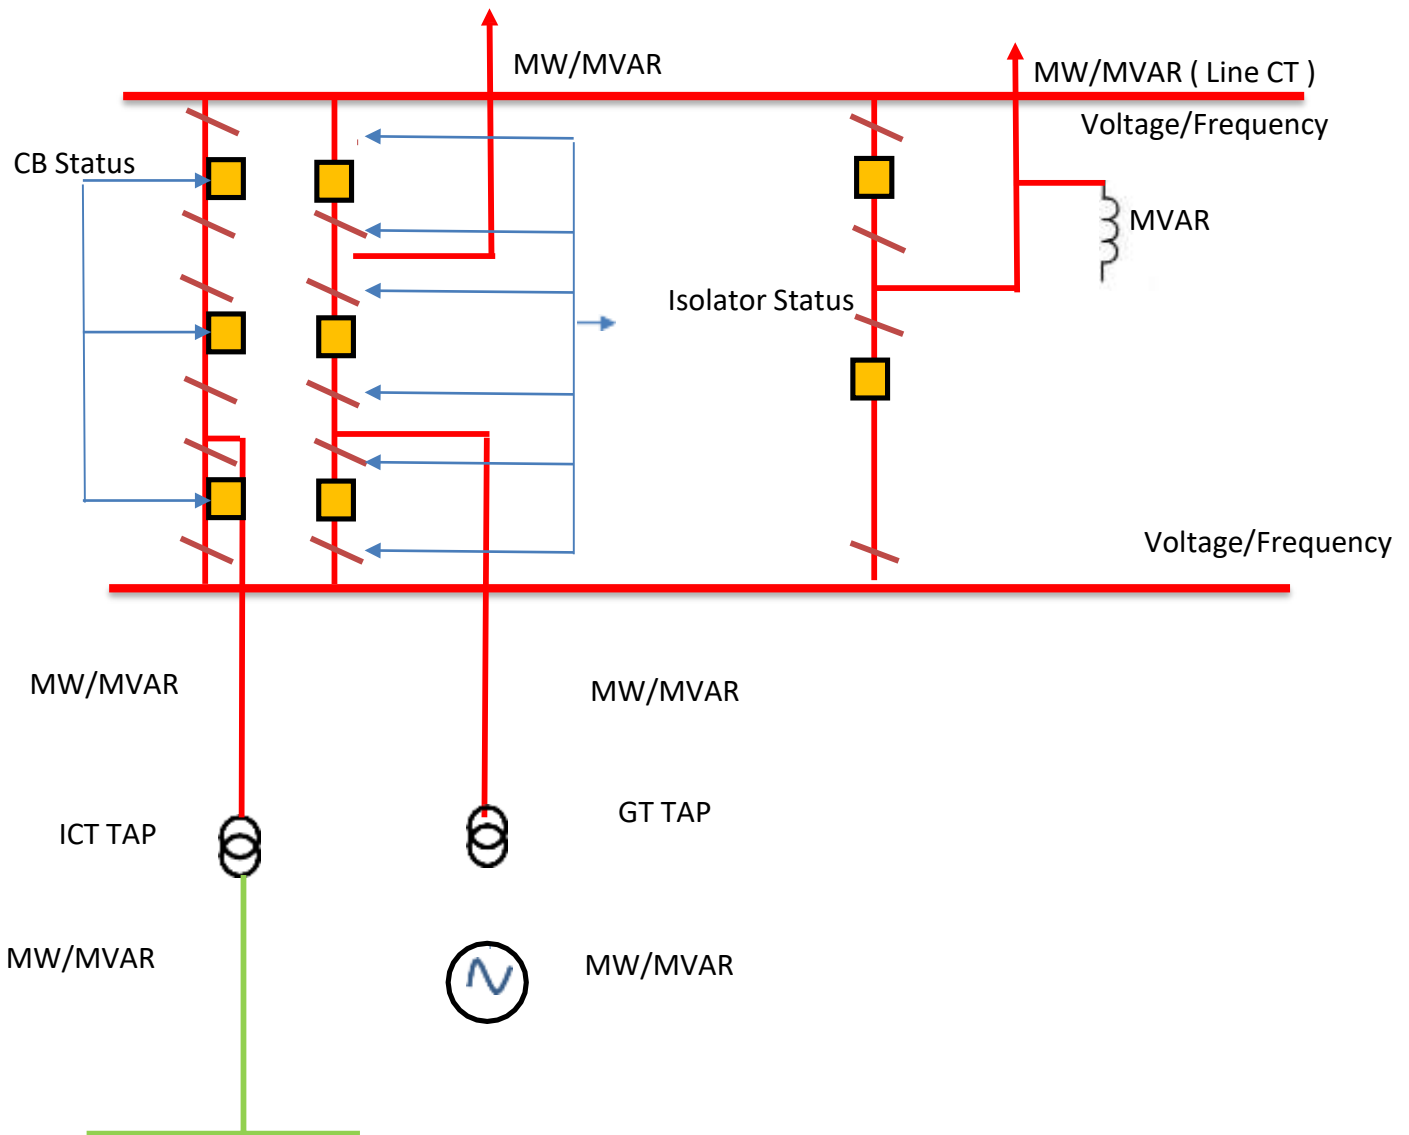 MW/MVAR
MW/MVAR ( Line CT )
Voltage/Frequency
CB Status
MVAR
Isolator Status
Voltage/Frequency
MW/MVAR
MW/MVAR
GT TAP
ICT TAP
MW/MVAR
MW/MVAR